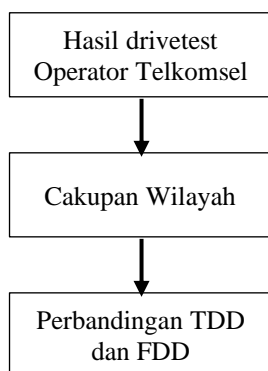 Hasil drivetest
Operator Telkomsel
Cakupan Wilayah
Perbandingan TDD
dan FDD